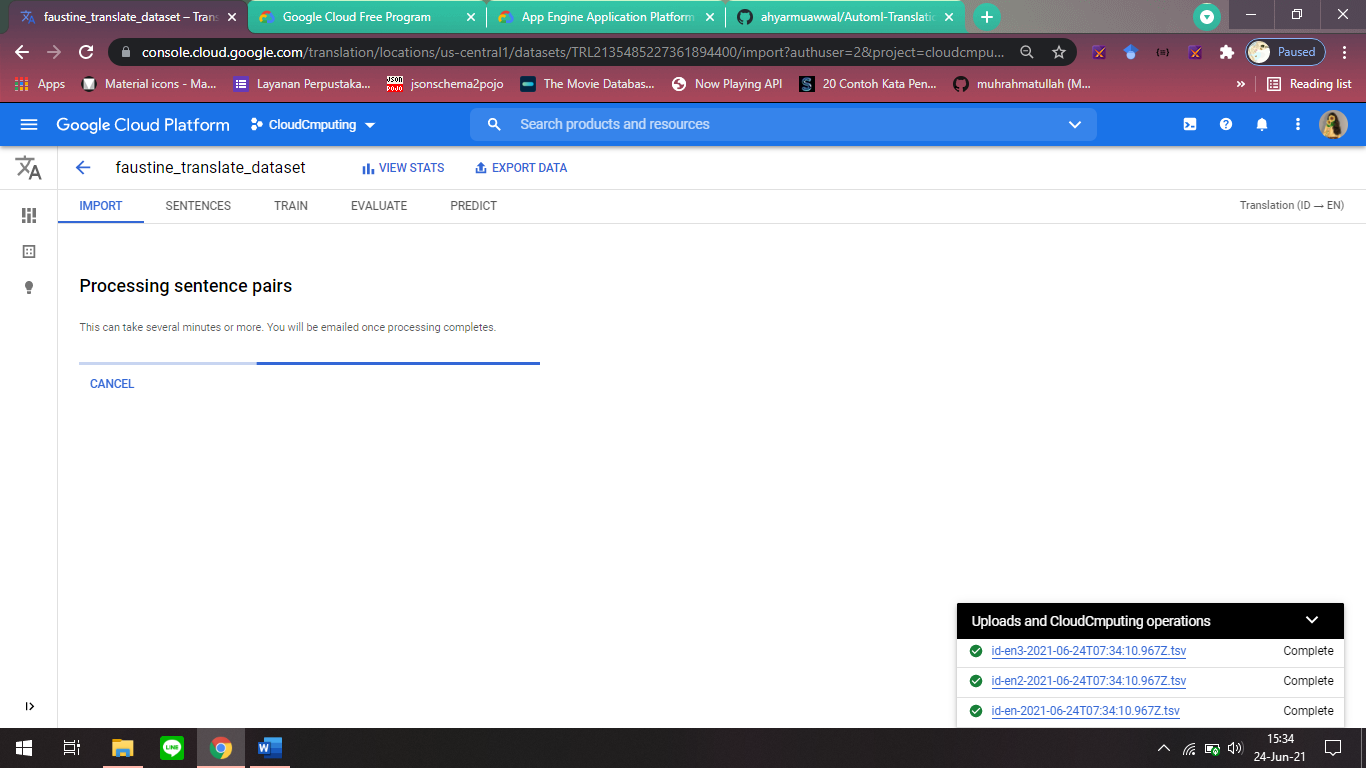 faustine_translate_dataset – Trans
Google Cloud Free Program
App Engine Application Platform
ahyarmuawwal/Automl-Translatio
console.cloud.google.com/translation/locations/us-central1/datasets/TRL2135485227361894400/import?authuser=2&project=cloudcmpu...
Paused
Apps
Material icons - Ma...
Layanan Perpustaka...
JSON
POJO
jsonschema2pojo
The Movie Databas...
Now Playing API
20 Contoh Kata Pen...
muhrahmatullah (M...
»
Reading list
Google Cloud Platform
CloudCmputing
Search products and resources
faustine_translate_dataset
VIEW STATS
EXPORT DATA
IMPORT
SENTENCES
TRAIN
EVALUATE
PREDICT
Translation (ID → EN)
Processing sentence pairs
This can take several minutes or more. You will be emailed once processing completes.
CANCEL
Uploads and CloudCmputing operations
id-en3-2021-06-24T07:34:10.967Z.tsv Complete
id-en2-2021-06-24T07:34:10.967Z.tsv Complete
id-en-2021-06-24T07:34:10.967Z.tsv Complete
LINE
W
15:34
24-Jun-21